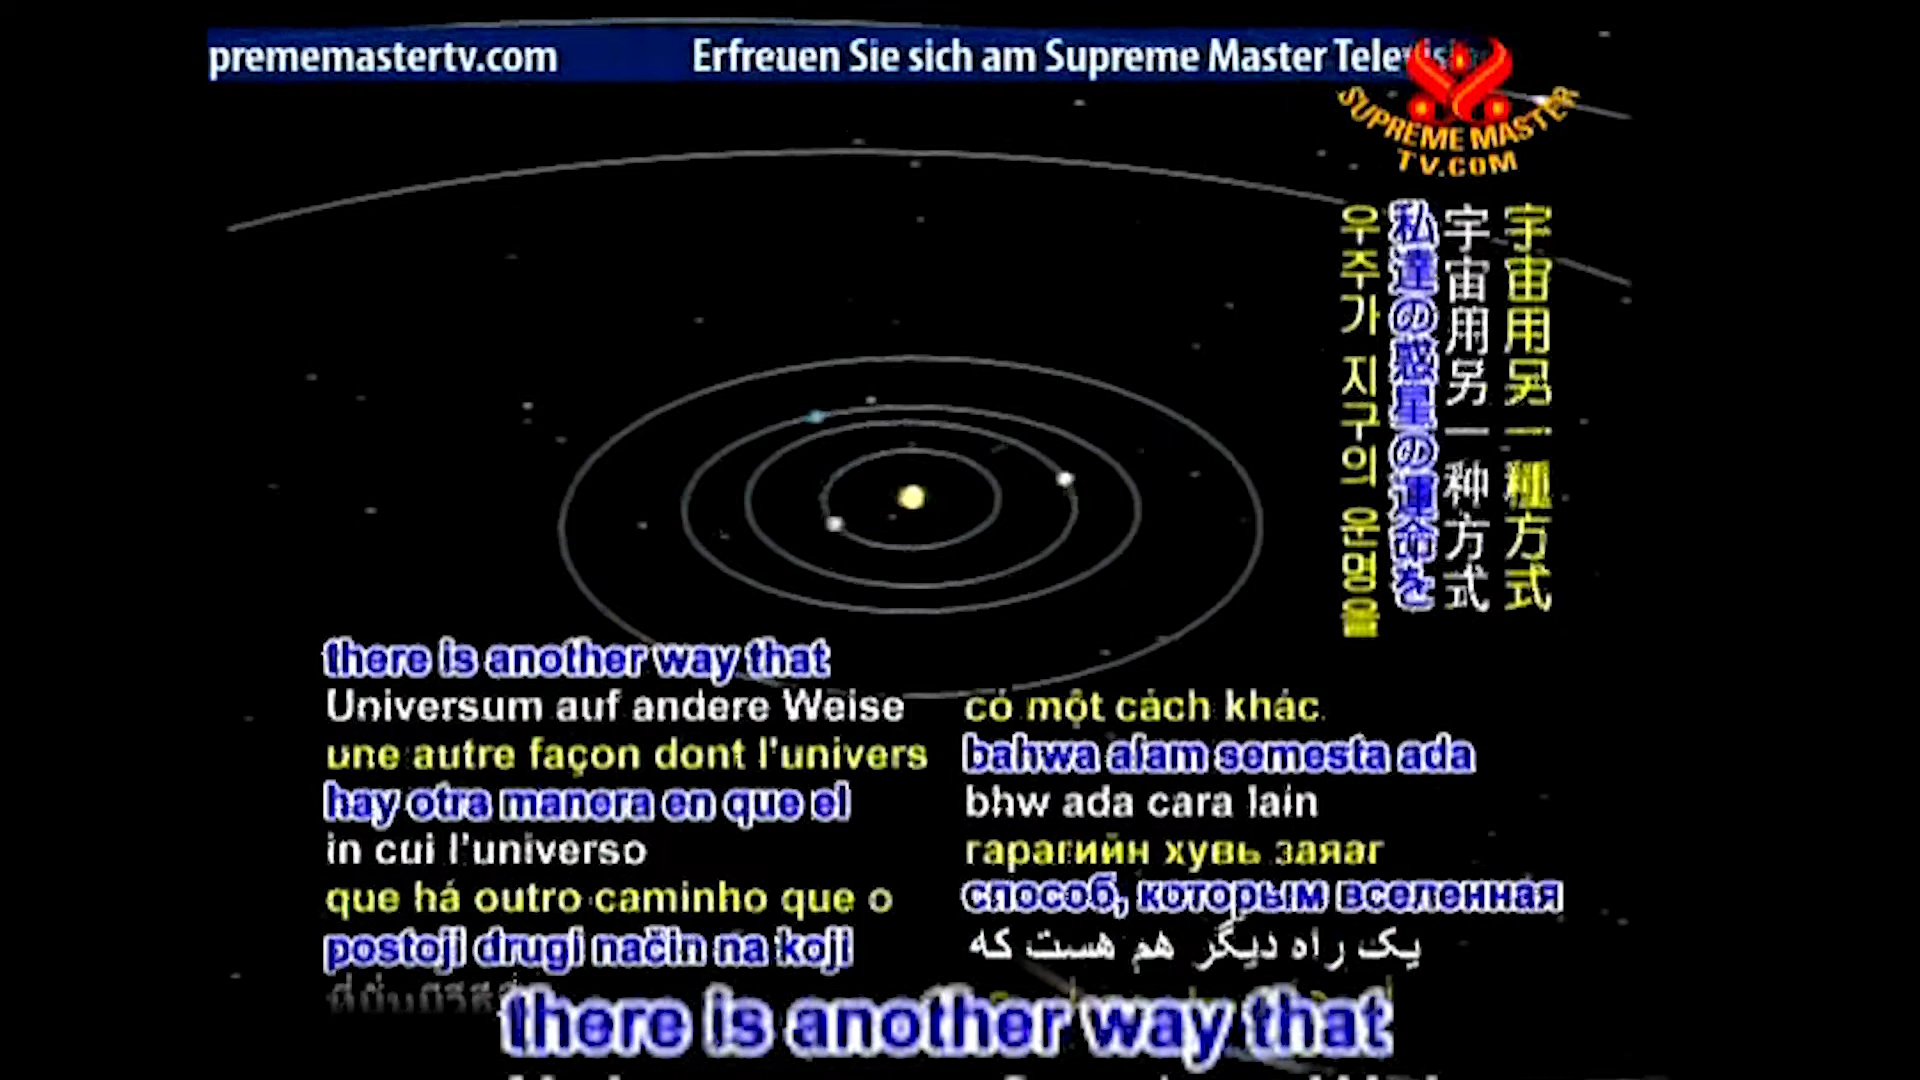 prememastertv.com
Erfreuen Sie sich am Supreme Master Televis
SUPREME MASTER
TV.COM
宇宙用另一種方式
宇宙用另一种方式
私達の惑星の運命を
우주가 지구의 운명을
there is another way that
Universum auf andere Weise
une autre façon dont l'univers
hay otra manera en que el
in cui l'universo
que há outro caminho que o
postoji drugi način na koji
có một cách khác
bahwa alam semesta ada
bhw ada cara lain
гарагийн хувь заяаг
способ, которым вселенная
یک راه دیگر هم هست که
there is another way that